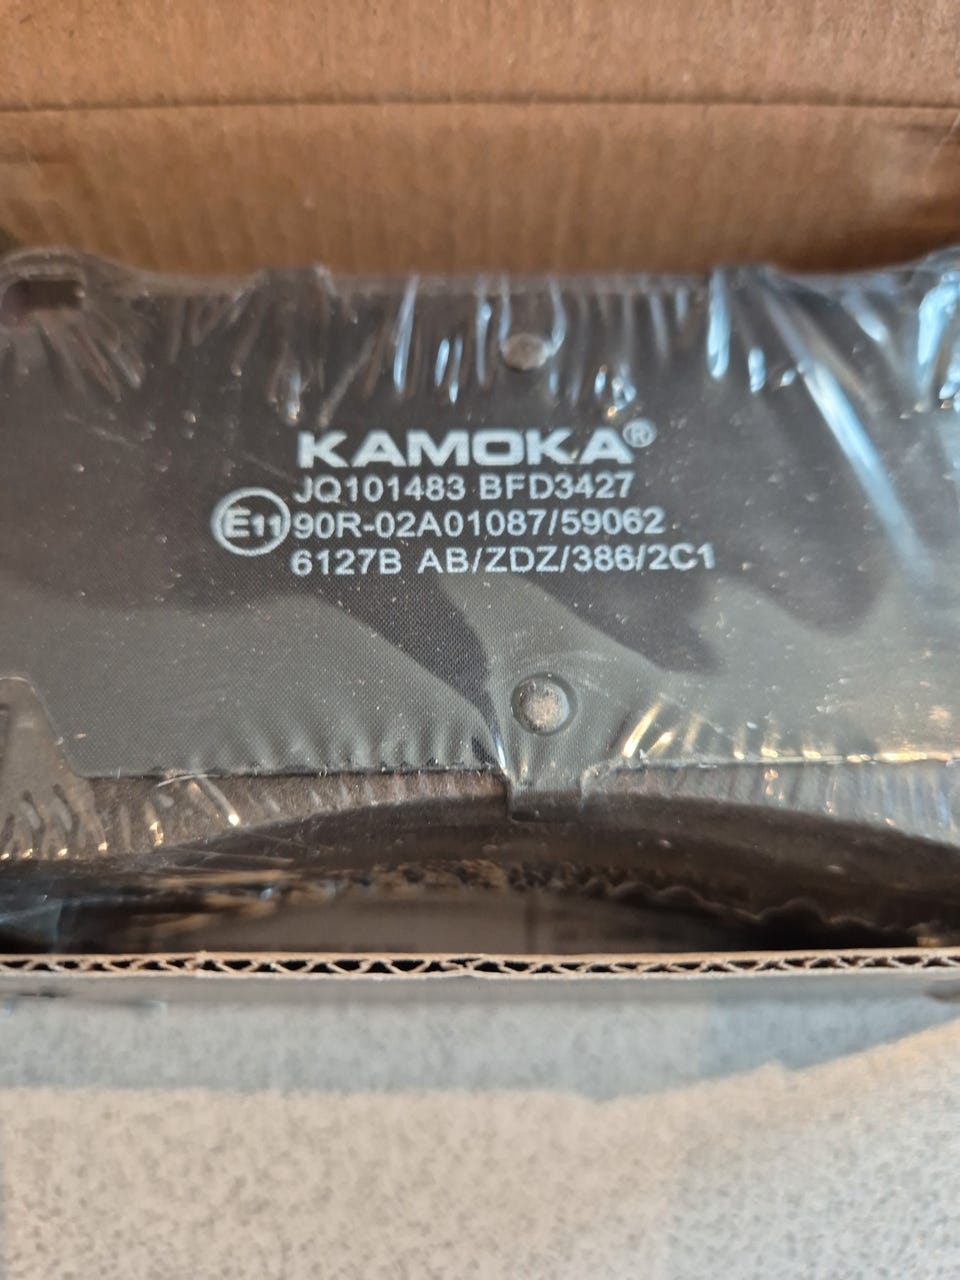 KAMOKA®
JQ101483 BFD3427
E11 90R-02A01087/59062
6127B AB/ZDZ/386/2C1